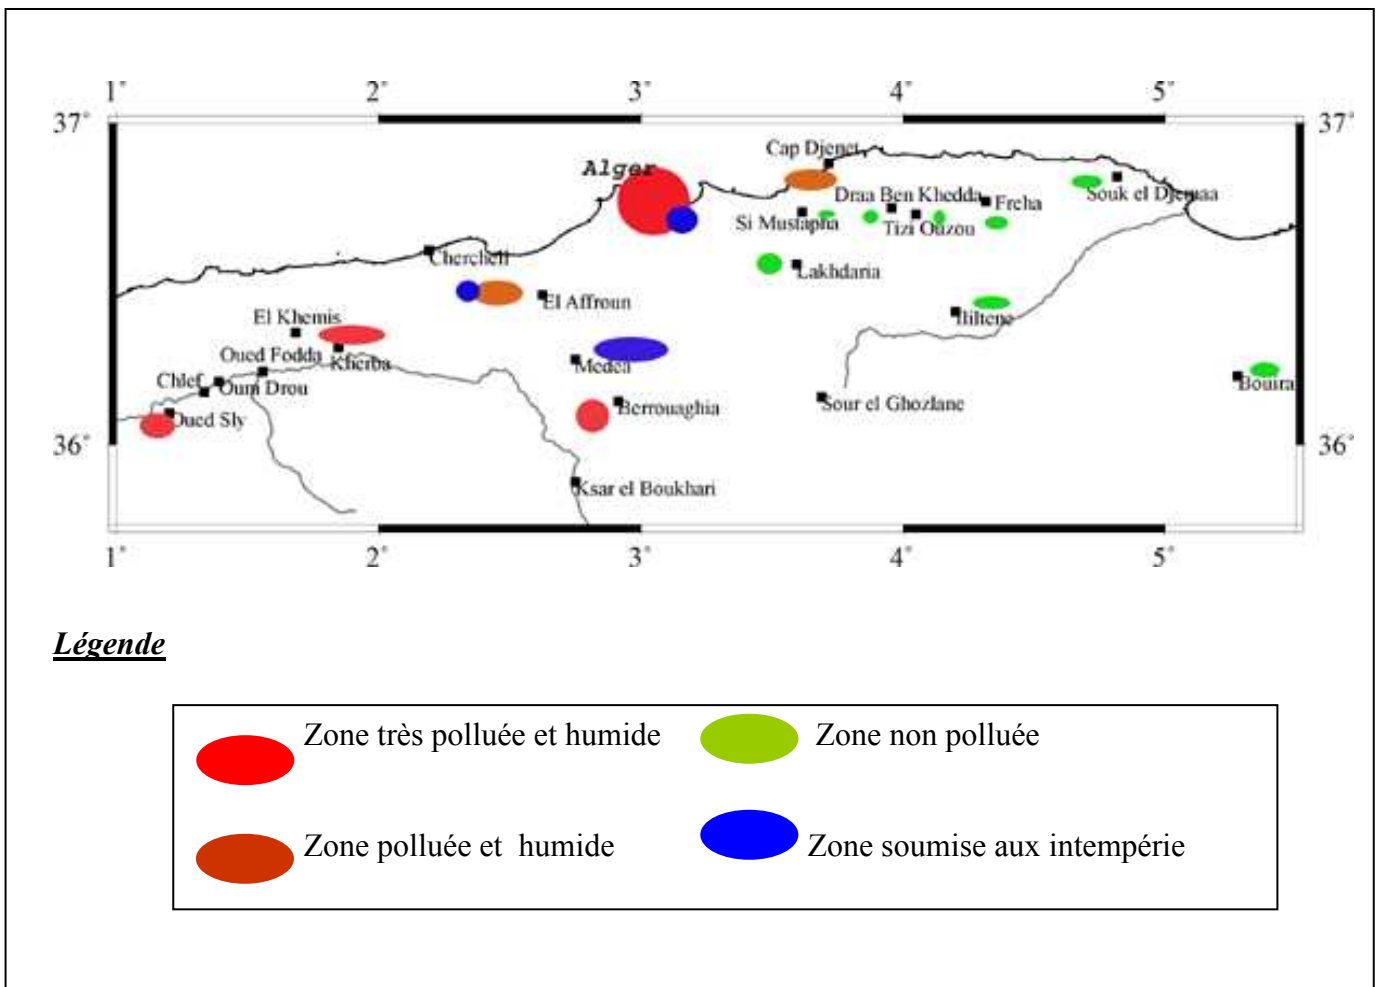 1° 2° 3° 4° 5°
37° 37°
Cap Djenet
Alger
Draa Ben Khedda
Souk el Djemaa
Freha
Si Mustapha
Tizi Ouzou
Cherchell
Lakhdaria
El Affroun
El Khemis
Illiltene
Oued Fodda
Kherba
Medea
Chlef
Oum Drou
Bouira
Berrouaghia
Sour el Ghozlane
Oued Sly
36° 36°
Ksar el Boukhari
1° 2° 3° 4° 5°
Légende
Zone très polluée et humide
Zone non polluée
Zone polluée et humide
Zone soumise aux intempérie